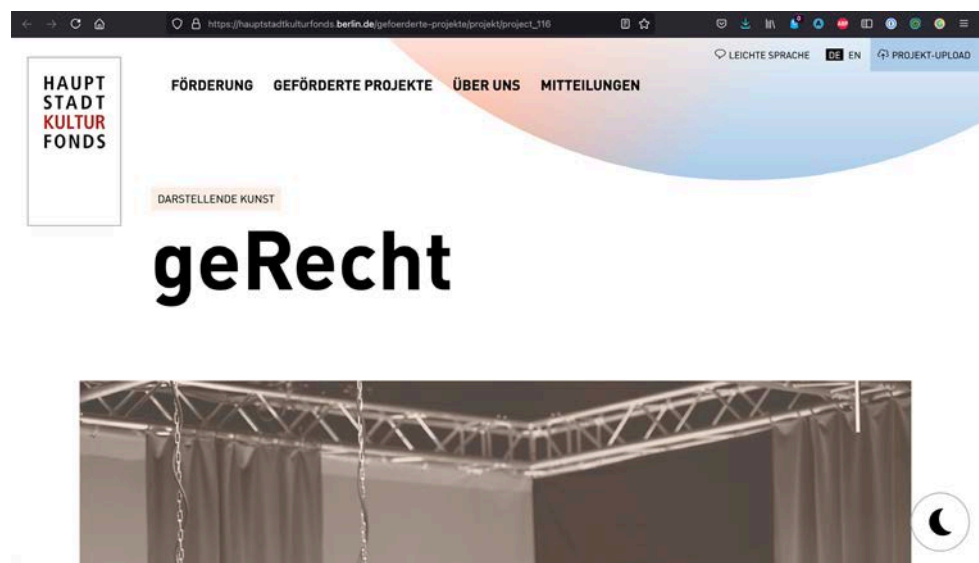 https://hauptstadtkulturfonds.berlin.de/gefoerderte-projekte/projekt/project_116
LEICHTE SPRACHE DE EN PROJEKT-UPLOAD
HAUPT
STADT
KULTUR
FONDS
FÖRDERUNG GEFÖRDERTE PROJEKTE ÜBER UNS MITTEILUNGEN
DARSTELLENDE KUNST
geRecht